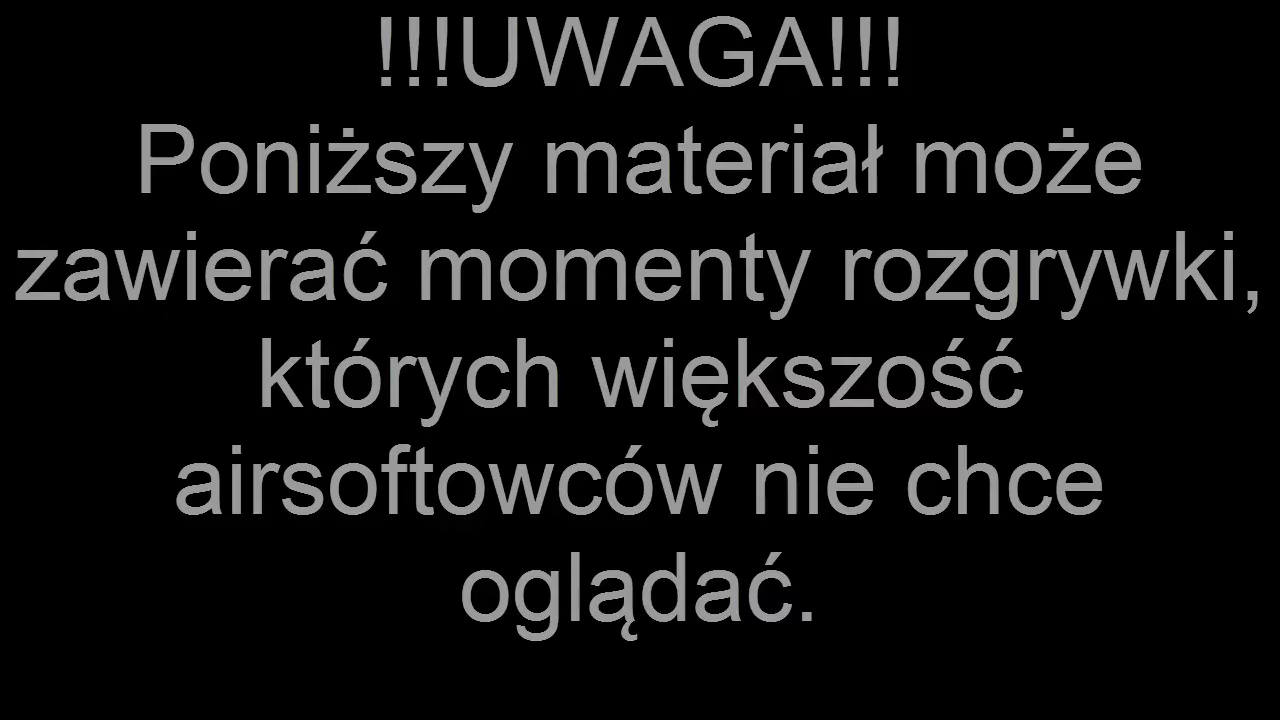 !!!UWAGA!!!
Poniższy materiał może
zawierać momenty rozgrywki,
których większość
airsoftowców nie chce
oglądać.